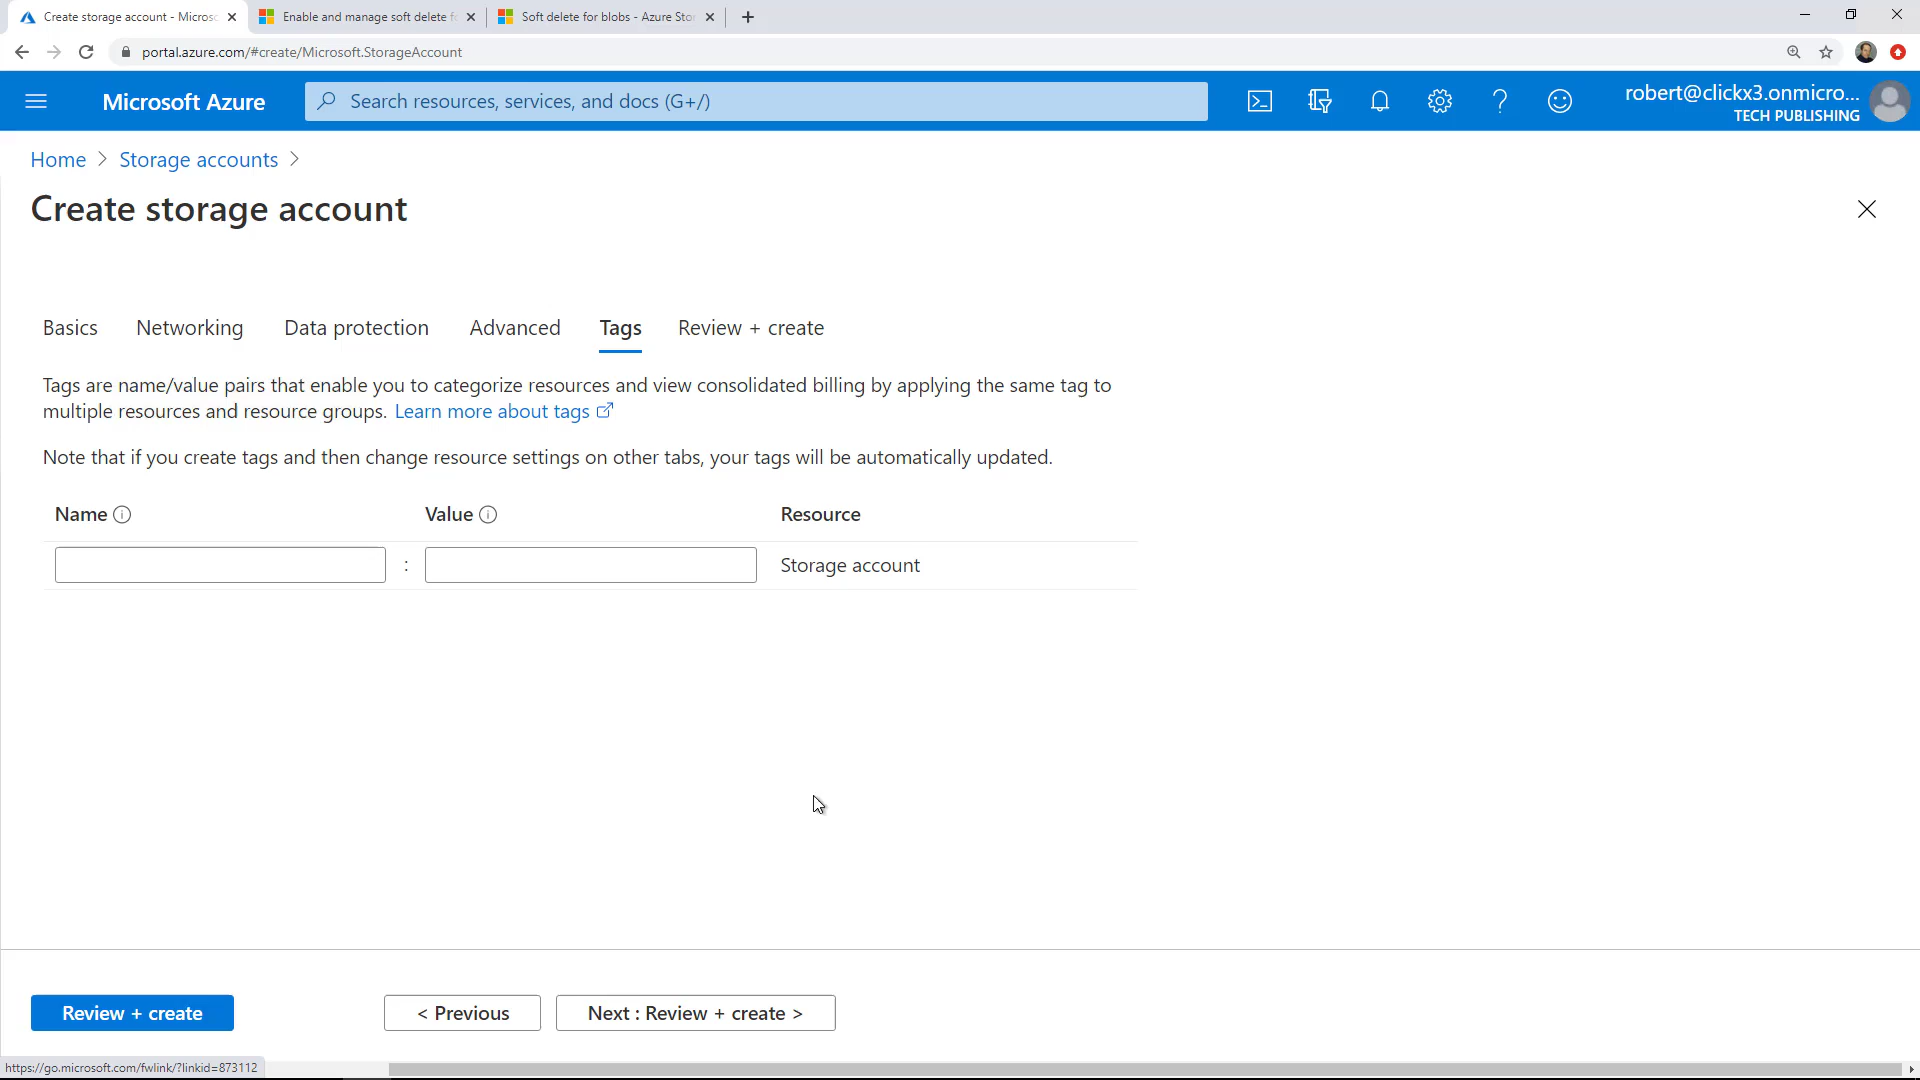 Create storage account - Microsc
Enable and manage soft delete f
Soft delete for blobs - Azure Stor
portal.azure.com/#create/Microsoft.StorageAccount
Microsoft Azure
Search resources, services, and docs (G+/)
robert@clickx3.onmicro...
TECH PUBLISHING
Home > Storage accounts >
Create storage account
Basics Networking Data protection Advanced Tags Review + create
Tags are name/value pairs that enable you to categorize resources and view consolidated billing by applying the same tag to
multiple resources and resource groups. Learn more about tags
Note that if you create tags and then change resource settings on other tabs, your tags will be automatically updated.
Name Value Resource
: Storage account
Review + create < Previous Next : Review + create >
https://go.microsoft.com/fwlink/?linkid=873112